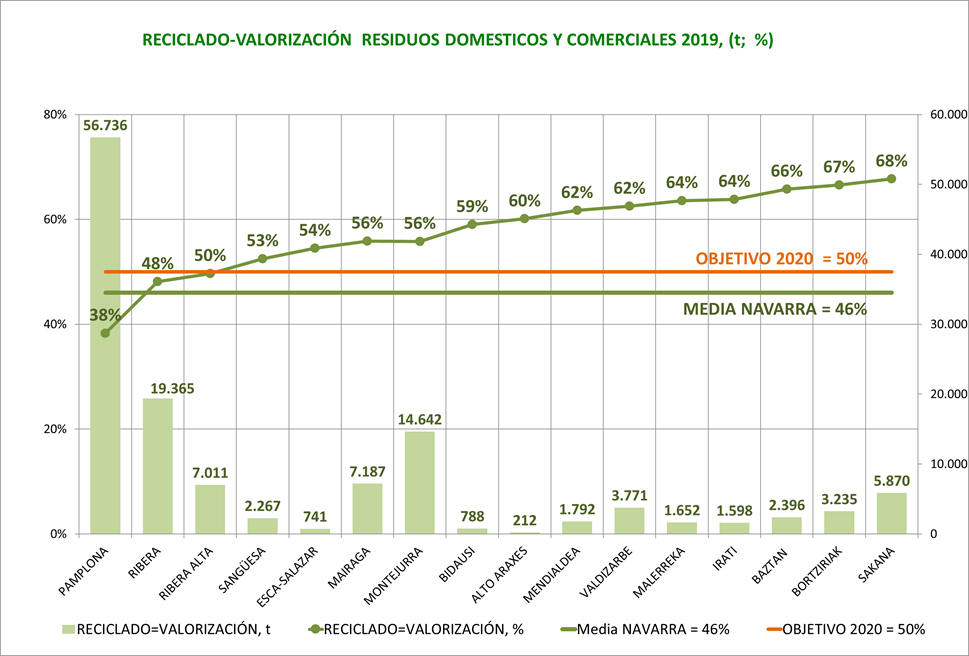 RECICLADO-VALORIZACIÓN RESIDUOS DOMESTICOS Y COMERCIALES 2019, (t; %)
80%
60%
40%
20%
0%
60.000
50.000
40.000
30.000
20.000
10.000
0
56.736
19.365
7.011
2.267
741
7.187
14.642
788
212
1.792
3.771
1.652
1.598
2.396
3.235
5.870
38%
48%
50%
53%
54%
56%
56%
59%
60%
62%
62%
64%
64%
66%
67%
68%
OBJETIVO 2020 = 50%
MEDIA NAVARRA = 46%
PAMPLONA
RIBERA
RIBERA ALTA
SANGÜESA
ESCA-SALAZAR
MAIRAGA
MONTEJURRA
BIDAUSI
ALTO ARAXES
MENDIALDEA
VALDIZARBE
MALERREKA
IRATI
BAZTAN
BORTZIRIAK
SAKANA
RECICLADO=VALORIZACIÓN, t
RECICLADO=VALORIZACIÓN, %
Media NAVARRA = 46%
OBJETIVO 2020 = 50%